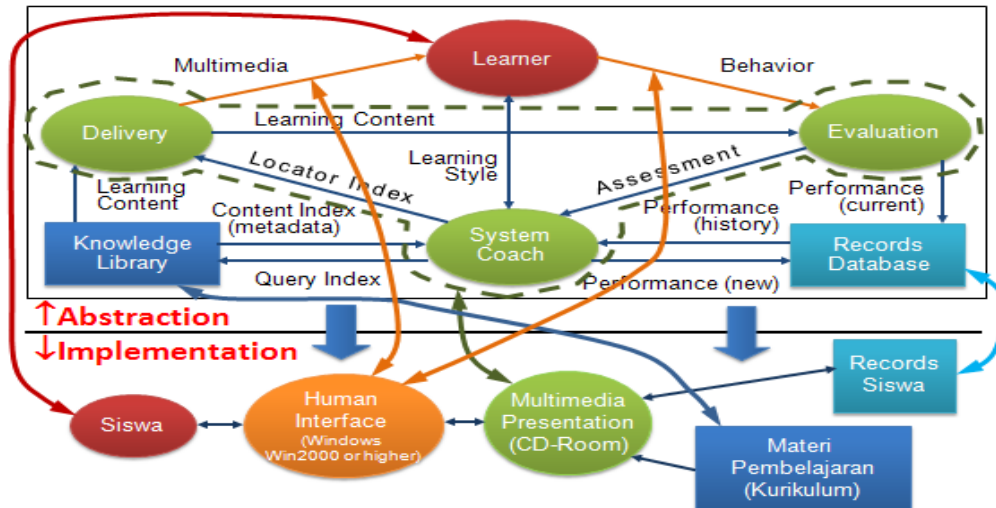 Learner
Multimedia
Behavior
Delivery
Learning Content
Evaluation
Locator Index
Learning
Style
Assessment
Learning
Content
Performance
(current)
Content Index
(metadata)
Performance
(history)
Knowledge
Library
System
Coach
Records
Database
Query Index
Performance (new)
↑Abstraction
↓Implementation
Siswa
Human
Interface
(Windows
Win2000 or higher)
Multimedia
Presentation
(CD-Room)
Records
Siswa
Materi
Pembelajaran
(Kurikulum)